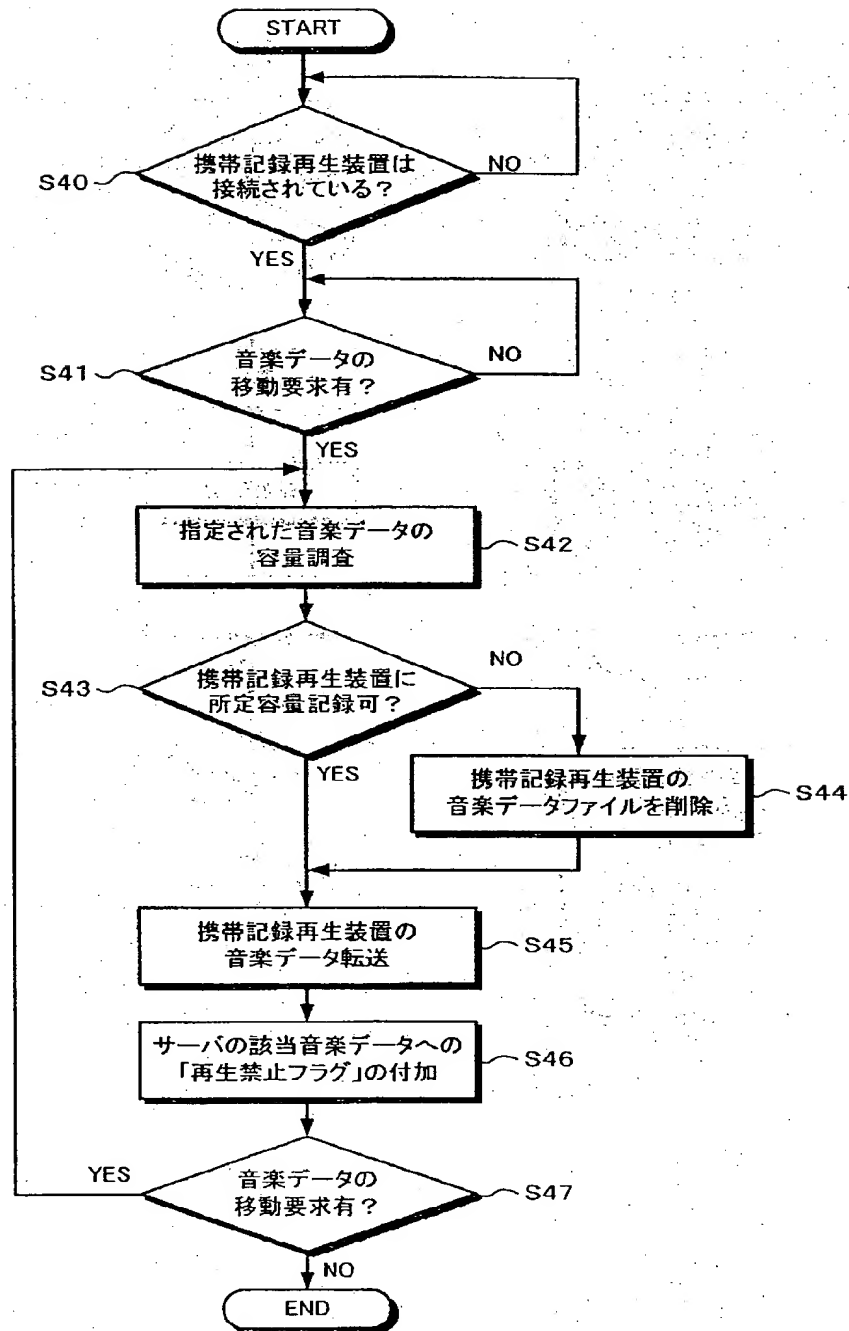 START
S40
携帯記録再生装置は
接続されている？
NO
YES
S41
音楽データの
移動要求有？
NO
YES
指定された音楽データの
容量調査
S42
S43
携帯記録再生装置に
所定容量記録可？
NO
YES
携帯記録再生装置の
音楽データファイルを削除
S44
携帯記録再生装置の
音楽データ転送
S45
サーバの該当音楽データへの
「再生禁止フラグ」の付加
S46
YES
音楽データの
移動要求有？
S47
NO
END